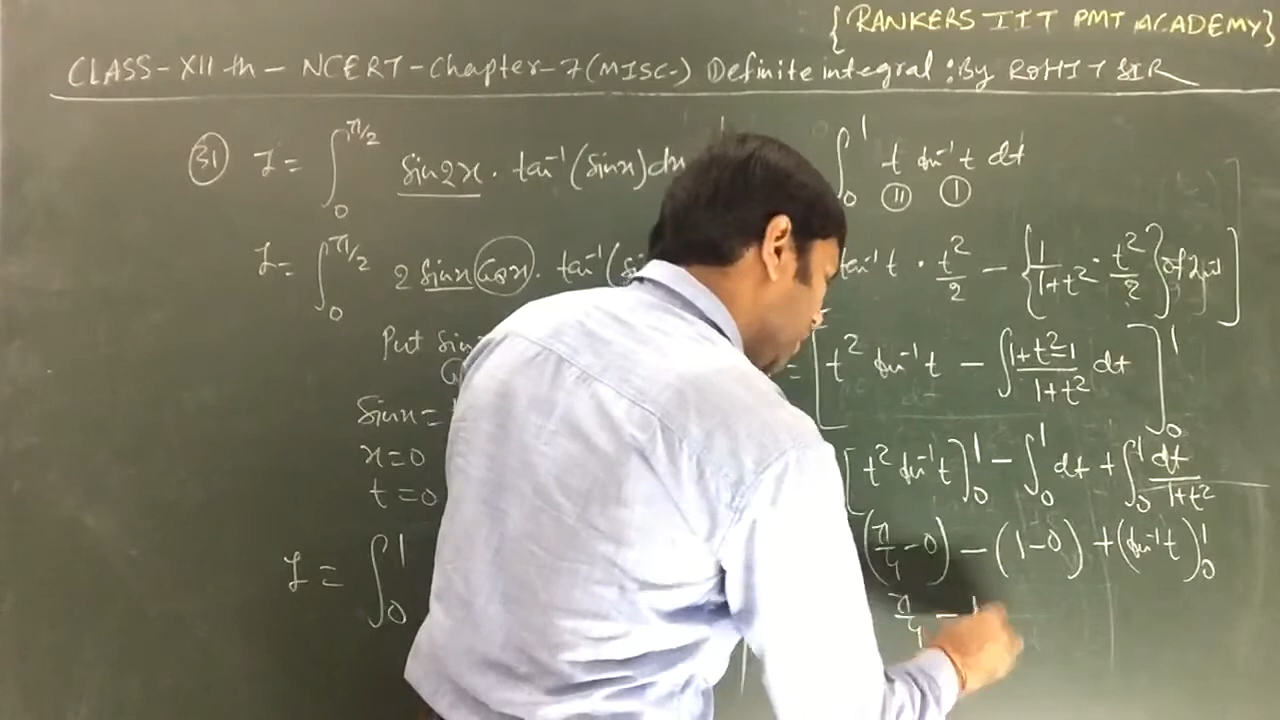 {RANKERS IIT PMT ACADEMY}
CLASS-XII th - NCERT - Chapter-7 (MISC.) Definite integral : By ROHIT SIR
(31) I = ∫₀^{π/2} sin2x · tan⁻¹(sinx)dx
I = ∫₀^{π/2} 2 sinx cosx · tan⁻¹(
Put sin
sinx =
x=0
t=0
I = ∫₀¹
∫₀¹ t tan⁻¹t dt
(II) (I)
tan⁻¹t · t²/2 - {1/1+t² · t²/2}
= [t² tan⁻¹t - ∫ 1+t²-1/1+t² dt]₀¹
[t² tan⁻¹t]₀¹ - ∫₀¹ dt + ∫₀¹ dt/1+t²
(π/4 - 0) - (1-0) + (tan⁻¹t)₀¹
π/4 -